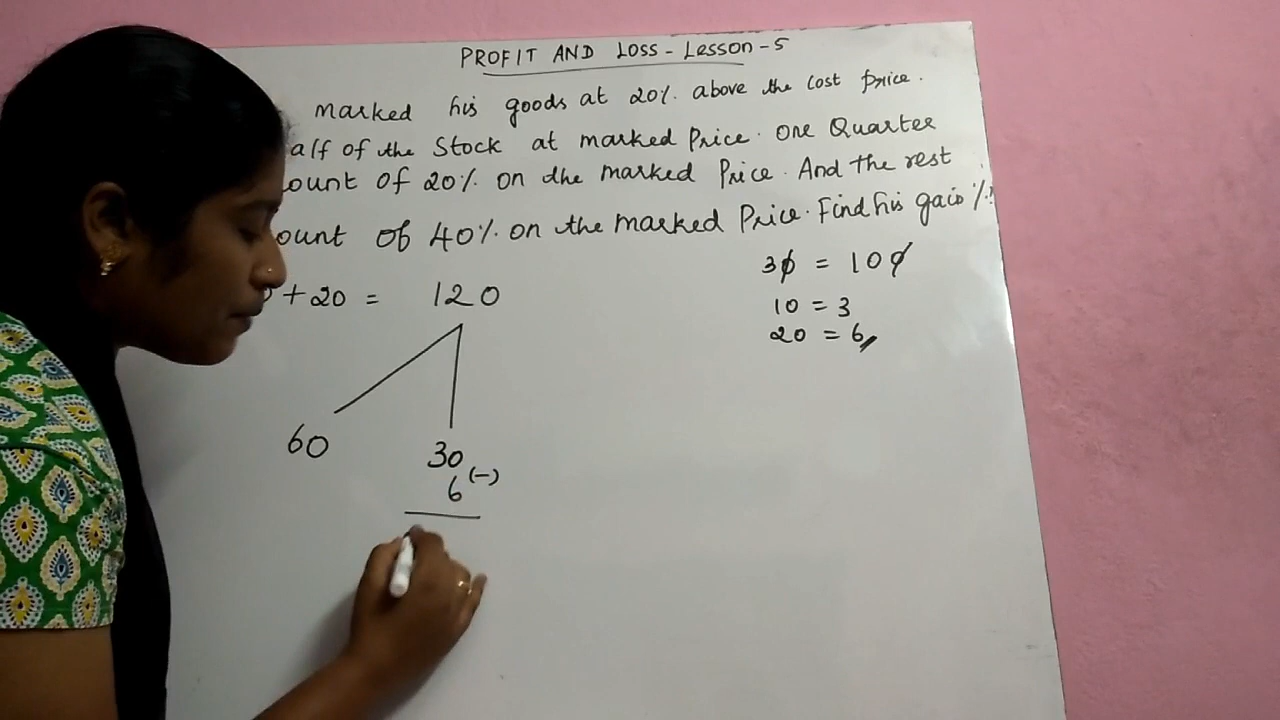 PROFIT AND LOSS - Lesson - 5
marked his goods at 20% above the cost price.
alf of the Stock at marked Price. One Quarter
ount of 20% on the marked Price. And the rest
ount of 40% on the marked Price. Find his gain %?
30 = 100
+ 20 = 120
10 = 3
20 = 6
60
30
6 (-)